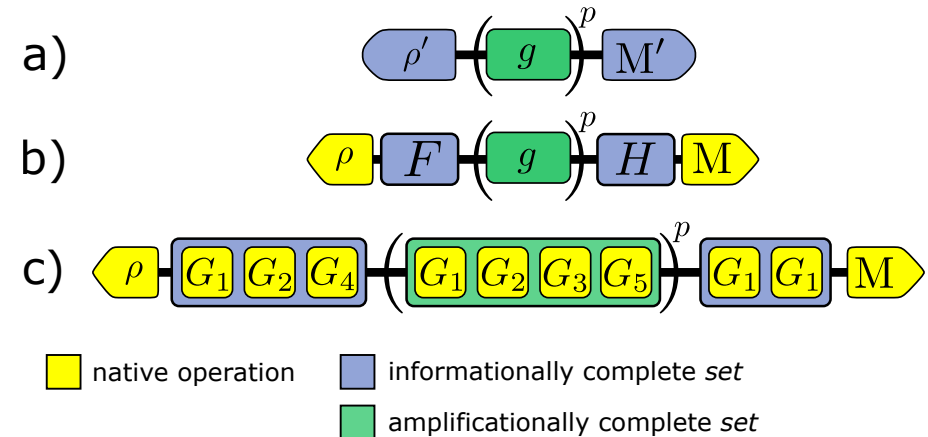 a) ρ′ ( g )p M′
b) ρ F ( g )p H M
c) ρ G1 G2 G4 ( G1 G2 G3 G5 )p G1 G1 M
native operation
informationally complete set
amplificationally complete set